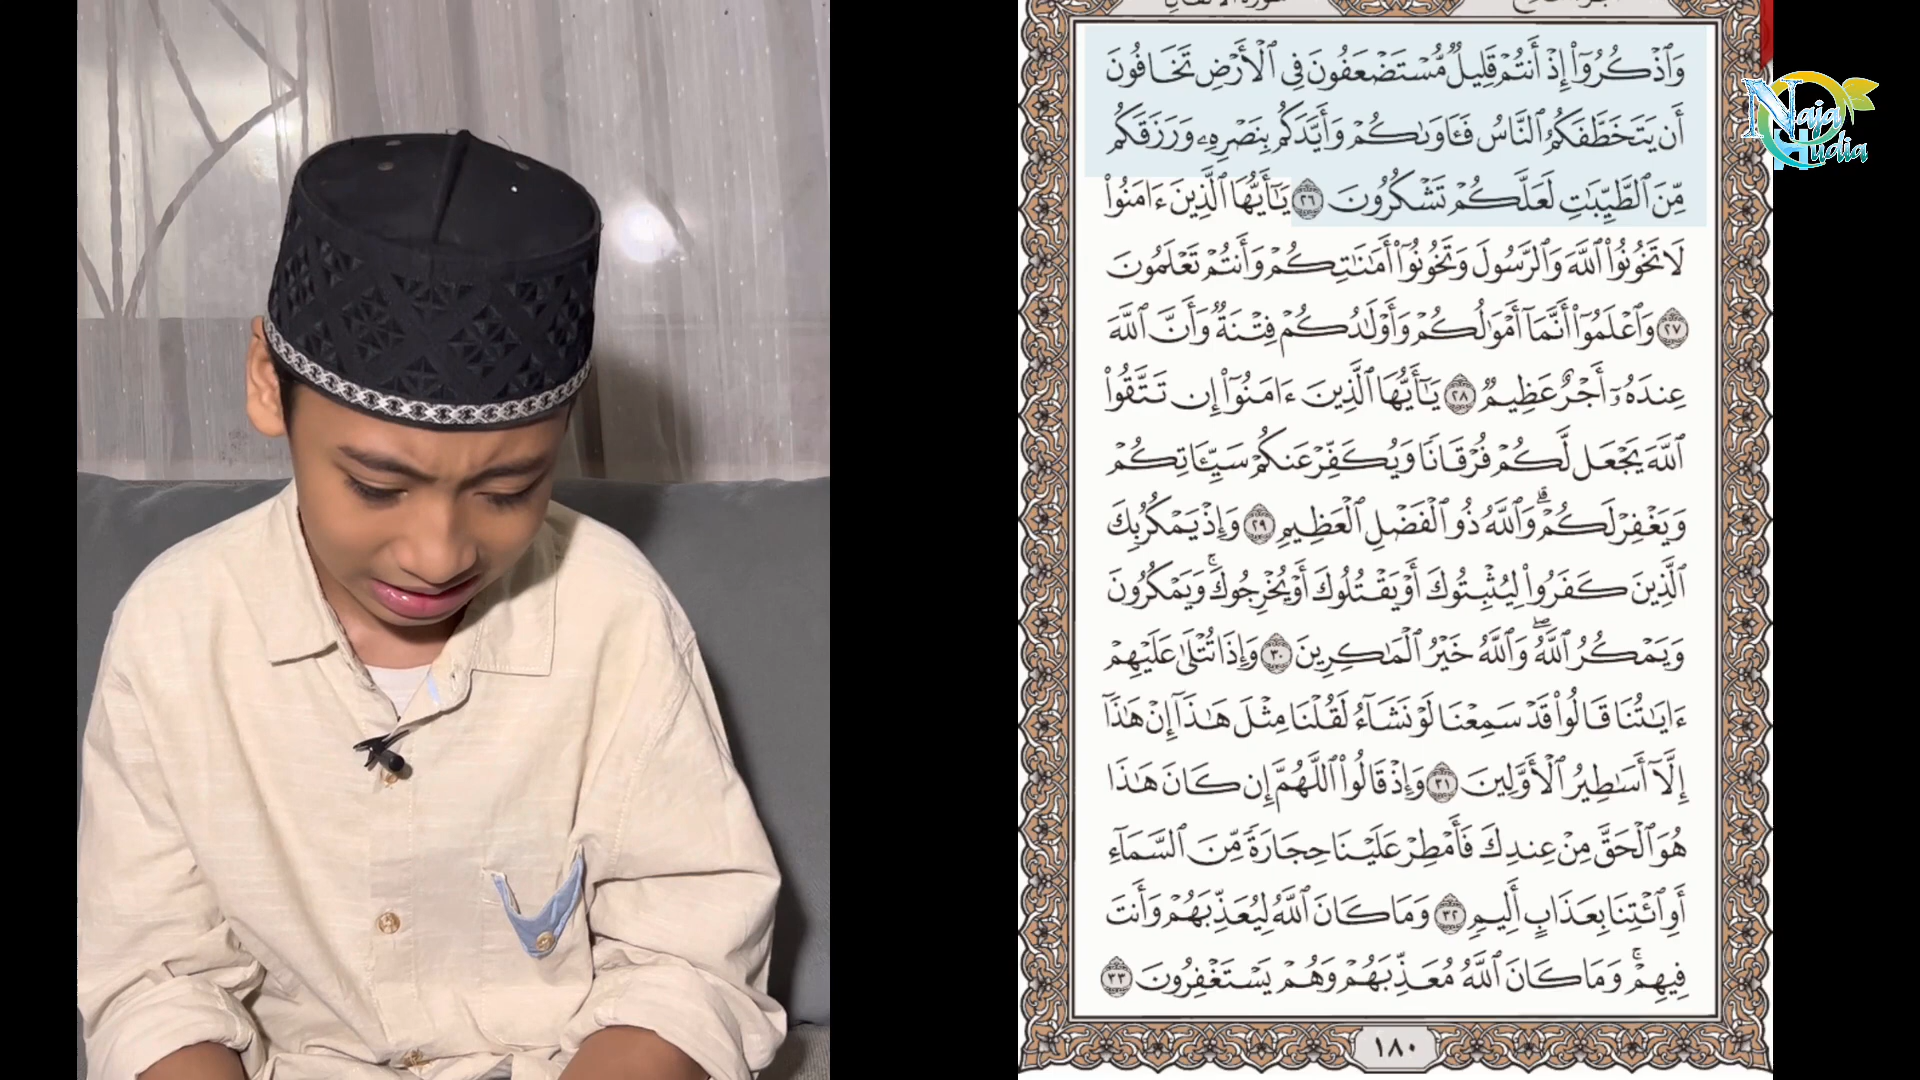 وَٱذۡكُرُوٓاْ إِذۡ أَنتُمۡ قَلِيلٞ مُّسۡتَضۡعَفُونَ فِي ٱلۡأَرۡضِ تَخَافُونَ
أَن يَتَخَطَّفَكُمُ ٱلنَّاسُ فَـَٔاوَىٰكُمۡ وَأَيَّدَكُم بِنَصۡرِهِۦ وَرَزَقَكُم
مِّنَ ٱلطَّيِّبَٰتِ لَعَلَّكُمۡ تَشۡكُرُونَ ٢٦ يَٰٓأَيُّهَا ٱلَّذِينَ ءَامَنُواْ
لَا تَخُونُواْ ٱللَّهَ وَٱلرَّسُولَ وَتَخُونُوٓاْ أَمَٰنَٰتِكُمۡ وَأَنتُمۡ تَعۡلَمُونَ
٢٧ وَٱعۡلَمُوٓاْ أَنَّمَآ أَمۡوَٰلُكُمۡ وَأَوۡلَٰدُكُمۡ فِتۡنَةٞ وَأَنَّ ٱللَّهَ
عِندَهُۥٓ أَجۡرٌ عَظِيمٞ ٢٨ يَٰٓأَيُّهَا ٱلَّذِينَ ءَامَنُوٓاْ إِن تَتَّقُواْ
ٱللَّهَ يَجۡعَل لَّكُمۡ فُرۡقَانٗا وَيُكَفِّرۡ عَنكُمۡ سَيِّـَٔاتِكُمۡ
وَيَغۡفِرۡ لَكُمۡۗ وَٱللَّهُ ذُو ٱلۡفَضۡلِ ٱلۡعَظِيمِ ٢٩ وَإِذۡ يَمۡكُرُ بِكَ
ٱلَّذِينَ كَفَرُواْ لِيُثۡبِتُوكَ أَوۡ يَقۡتُلُوكَ أَوۡ يُخۡرِجُوكَۚ وَيَمۡكُرُونَ
وَيَمۡكُرُ ٱللَّهُۖ وَٱللَّهُ خَيۡرُ ٱلۡمَٰكِرِينَ ٣٠ وَإِذَا تُتۡلَىٰ عَلَيۡهِمۡ
ءَايَٰتُنَا قَالُواْ قَدۡ سَمِعۡنَا لَوۡ نَشَآءُ لَقُلۡنَا مِثۡلَ هَٰذَآ إِنۡ هَٰذَآ
إِلَّآ أَسَٰطِيرُ ٱلۡأَوَّلِينَ ٣١ وَإِذۡ قَالُواْ ٱللَّهُمَّ إِن كَانَ هَٰذَا
هُوَ ٱلۡحَقَّ مِنۡ عِندِكَ فَأَمۡطِرۡ عَلَيۡنَا حِجَارَةٗ مِّنَ ٱلسَّمَآءِ
أَوِ ٱئۡتِنَا بِعَذَابٍ أَلِيمٖ ٣٢ وَمَا كَانَ ٱللَّهُ لِيُعَذِّبَهُمۡ وَأَنتَ
فِيهِمۡۚ وَمَا كَانَ ٱللَّهُ مُعَذِّبَهُمۡ وَهُمۡ يَسۡتَغۡفِرُونَ ٣٣
١٨٠
Naja
Hudia